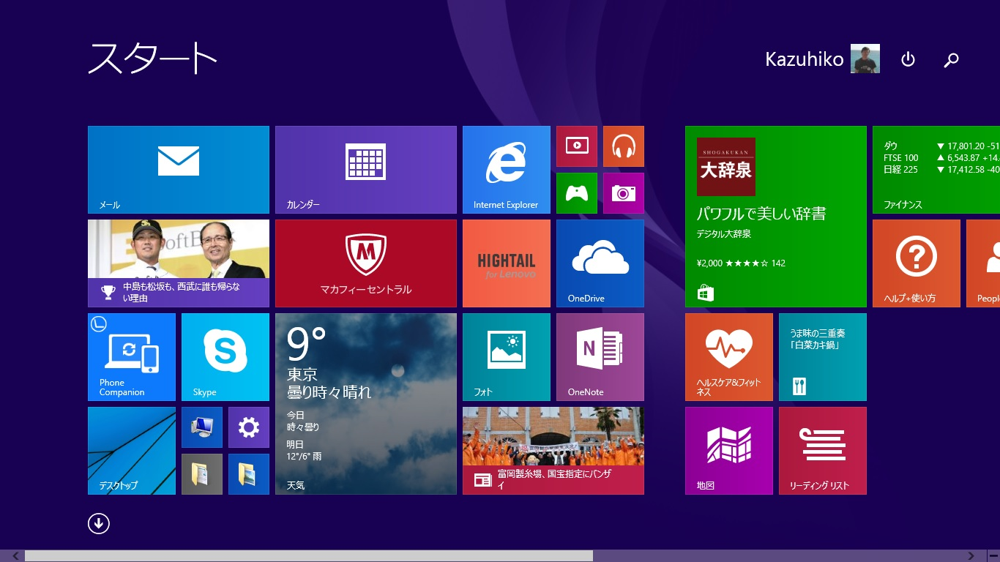 スタート
Kazuhiko
メール
カレンダー
Internet Explorer
SHOGAKUKAN
大辞泉
パワフルで美しい辞書
デジタル大辞泉
¥2,000 ★★★★☆ 142
ダウ ▼ 17,801.20 -51
FTSE 100 ▲ 6,543.87 +14.
日経 225 ▼ 17,412.58 -40
ファイナンス
SoftBank
中島も松坂も、西武に誰も帰らな
い理由
マカフィーセントラル
HIGHTAIL
for Lenovo
OneDrive
ヘルプ+使い方
Peopl
Phone
Companion
Skype
9°
東京
曇り時々晴れ
今日
時々曇り
明日
12°/6° 雨
天気
フォト
OneNote
ヘルスケア&フィット
ネス
うま味の三重奏
「白菜カキ鍋」
デスクトップ
富岡製糸場、国宝指定にバンザ
イ
地図
リーディング リスト